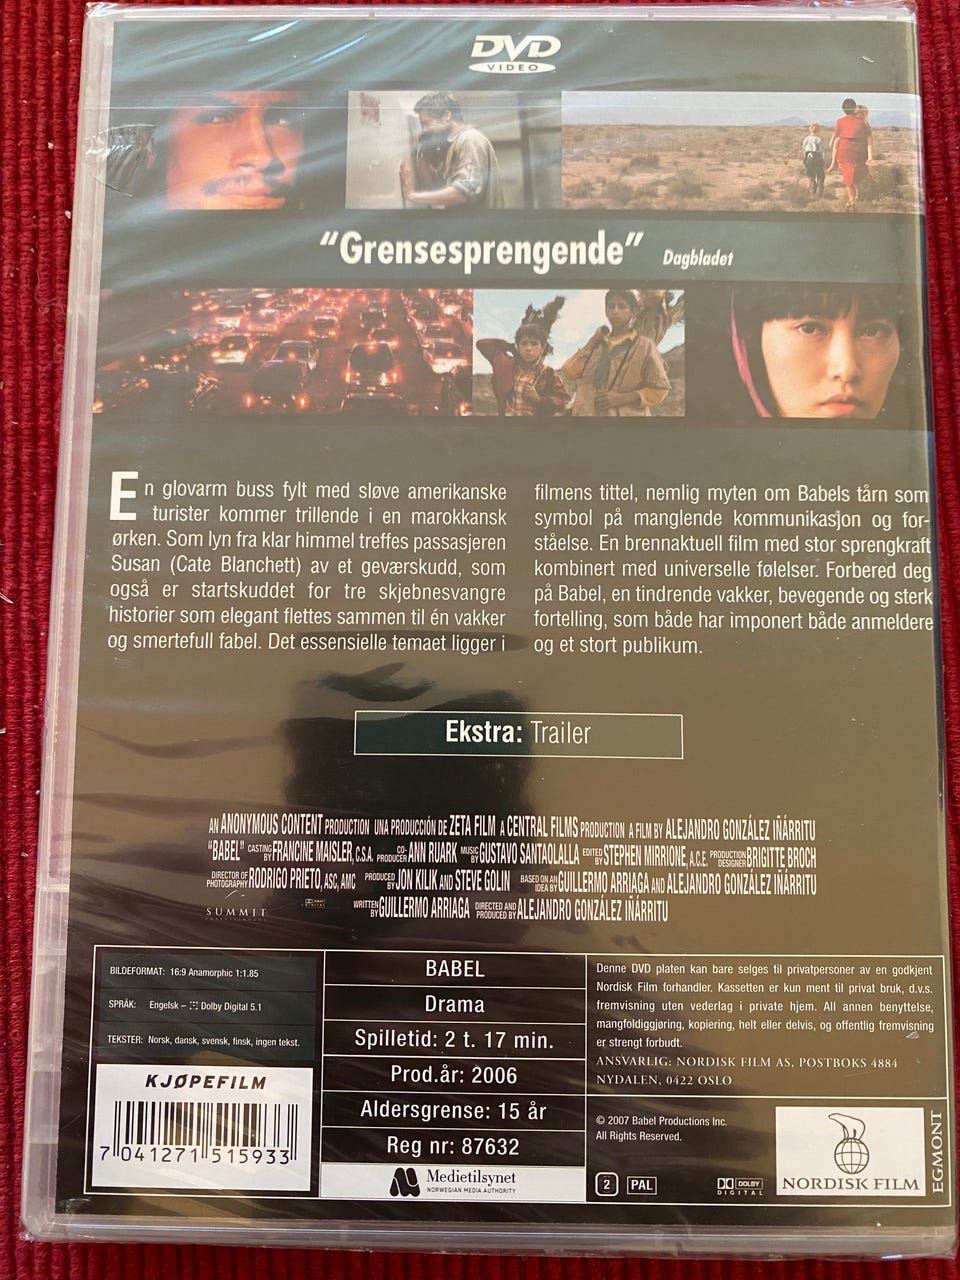 DVD
VIDEO
"Grensesprengende" Dagbladet
En glovarm buss fylt med sløve amerikanske
turister kommer trillende i en marokkansk
ørken. Som lyn fra klar himmel treffes passasjeren
Susan (Cate Blanchett) av et geværskudd, som
også er startskuddet for tre skjebnesvangre
historier som elegant flettes sammen til én vakker
og smertefull fabel. Det essensielle temaet ligger i
filmens tittel, nemlig myten om Babels tårn som
symbol på manglende kommunikasjon og for-
ståelse. En brennaktuell film med stor sprengkraft
kombinert med universelle følelser. Forbered deg
på Babel, en tindrende vakker, bevegende og sterk
fortelling, som både har imponert både anmeldere
og et stort publikum.
Ekstra: Trailer
AN ANONYMOUS CONTENT PRODUCTION UNA PRODUCCIÓN DE ZETA FILM A CENTRAL FILMS PRODUCTION A FILM BY ALEJANDRO GONZÁLEZ IÑÁRRITU
"BABEL" CASTING BY FRANCINE MAISLER, C.S.A. CO-PRODUCER ANN RUARK MUSIC BY GUSTAVO SANTAOLALLA EDITED BY STEPHEN MIRRIONE, A.C.E. PRODUCTION DESIGNER BRIGITTE BROCH
DIRECTOR OF PHOTOGRAPHY RODRIGO PRIETO, ASC, AMC PRODUCED BY JON KILIK AND STEVE GOLIN BASED ON AN IDEA BY GUILLERMO ARRIAGA AND ALEJANDRO GONZÁLEZ IÑÁRRITU
WRITTEN BY GUILLERMO ARRIAGA DIRECTED AND PRODUCED BY ALEJANDRO GONZÁLEZ IÑÁRRITU
SUMMIT
BILDEFORMAT: 16:9 Anamorphic 1:1.85
SPRÅK: Engelsk – Dolby Digital 5.1
TEKSTER: Norsk, dansk, svensk, finsk, ingen tekst.
KJØPEFILM
7 041271 515933
BABEL
Drama
Spilletid: 2 t. 17 min.
Prod.år: 2006
Aldersgrense: 15 år
Reg nr: 87632
Medietilsynet
NORWEGIAN MEDIA AUTHORITY
Denne DVD platen kan bare selges til privatpersoner av en godkjent
Nordisk Film forhandler. Kassetten er kun ment til privat bruk, d.v.s.
fremvisning uten vederlag i private hjem. All annen benyttelse,
mangfoldiggjøring, kopiering, helt eller delvis, og offentlig fremvisning
er strengt forbudt.
ANSVARLIG: NORDISK FILM AS, POSTBOKS 4884
NYDALEN, 0422 OSLO
© 2007 Babel Productions Inc.
All Rights Reserved.
2 PAL
DOLBY
DIGITAL
NORDISK FILM
EGMONT